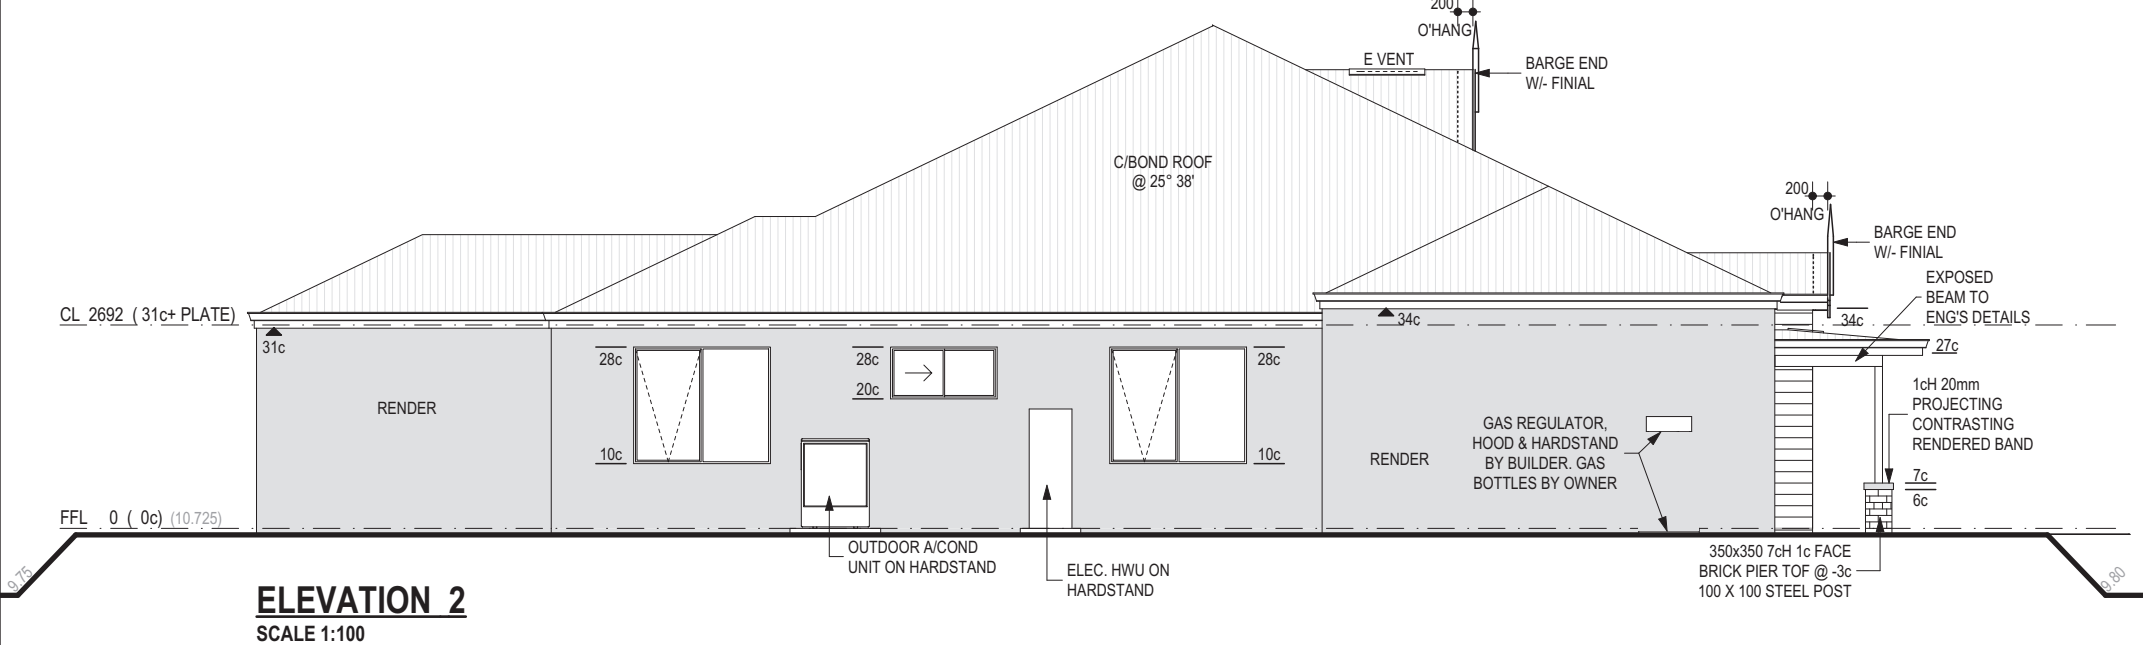 200
O'HANG
E VENT
BARGE END
W/- FINIAL
C/BOND ROOF
@ 25° 38'
200
O'HANG
BARGE END
W/- FINIAL
EXPOSED
BEAM TO
ENG'S DETAILS
CL 2692 ( 31c+ PLATE)
31c
34c
34c
27c
28c
28c
20c
28c
10c
10c
RENDER
RENDER
GAS REGULATOR,
HOOD & HARDSTAND
BY BUILDER. GAS
BOTTLES BY OWNER
1cH 20mm
PROJECTING
CONTRASTING
RENDERED BAND
7c
6c
FFL 0 ( 0c) (10.725)
OUTDOOR A/COND
UNIT ON HARDSTAND
ELEC. HWU ON
HARDSTAND
350x350 7cH 1c FACE
BRICK PIER TOF @ -3c
100 X 100 STEEL POST
9.75
9.80
ELEVATION 2
SCALE 1:100